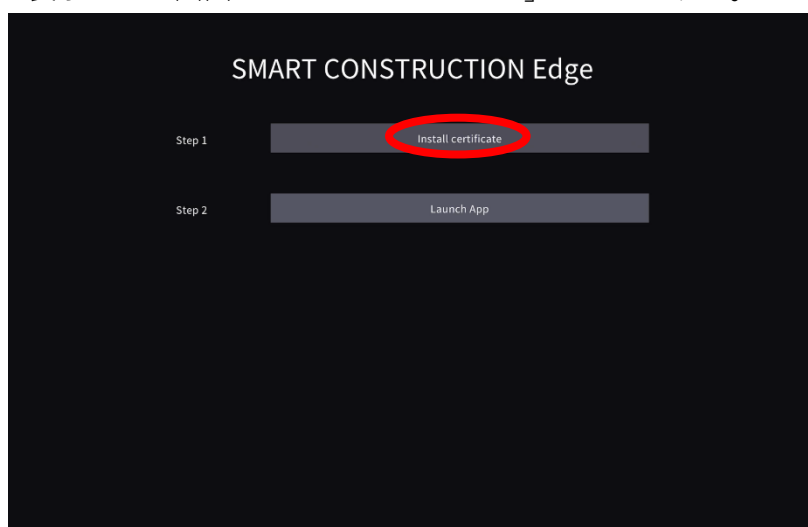 SMART CONSTRUCTION Edge
Step 1 Install certificate
Step 2 Launch App